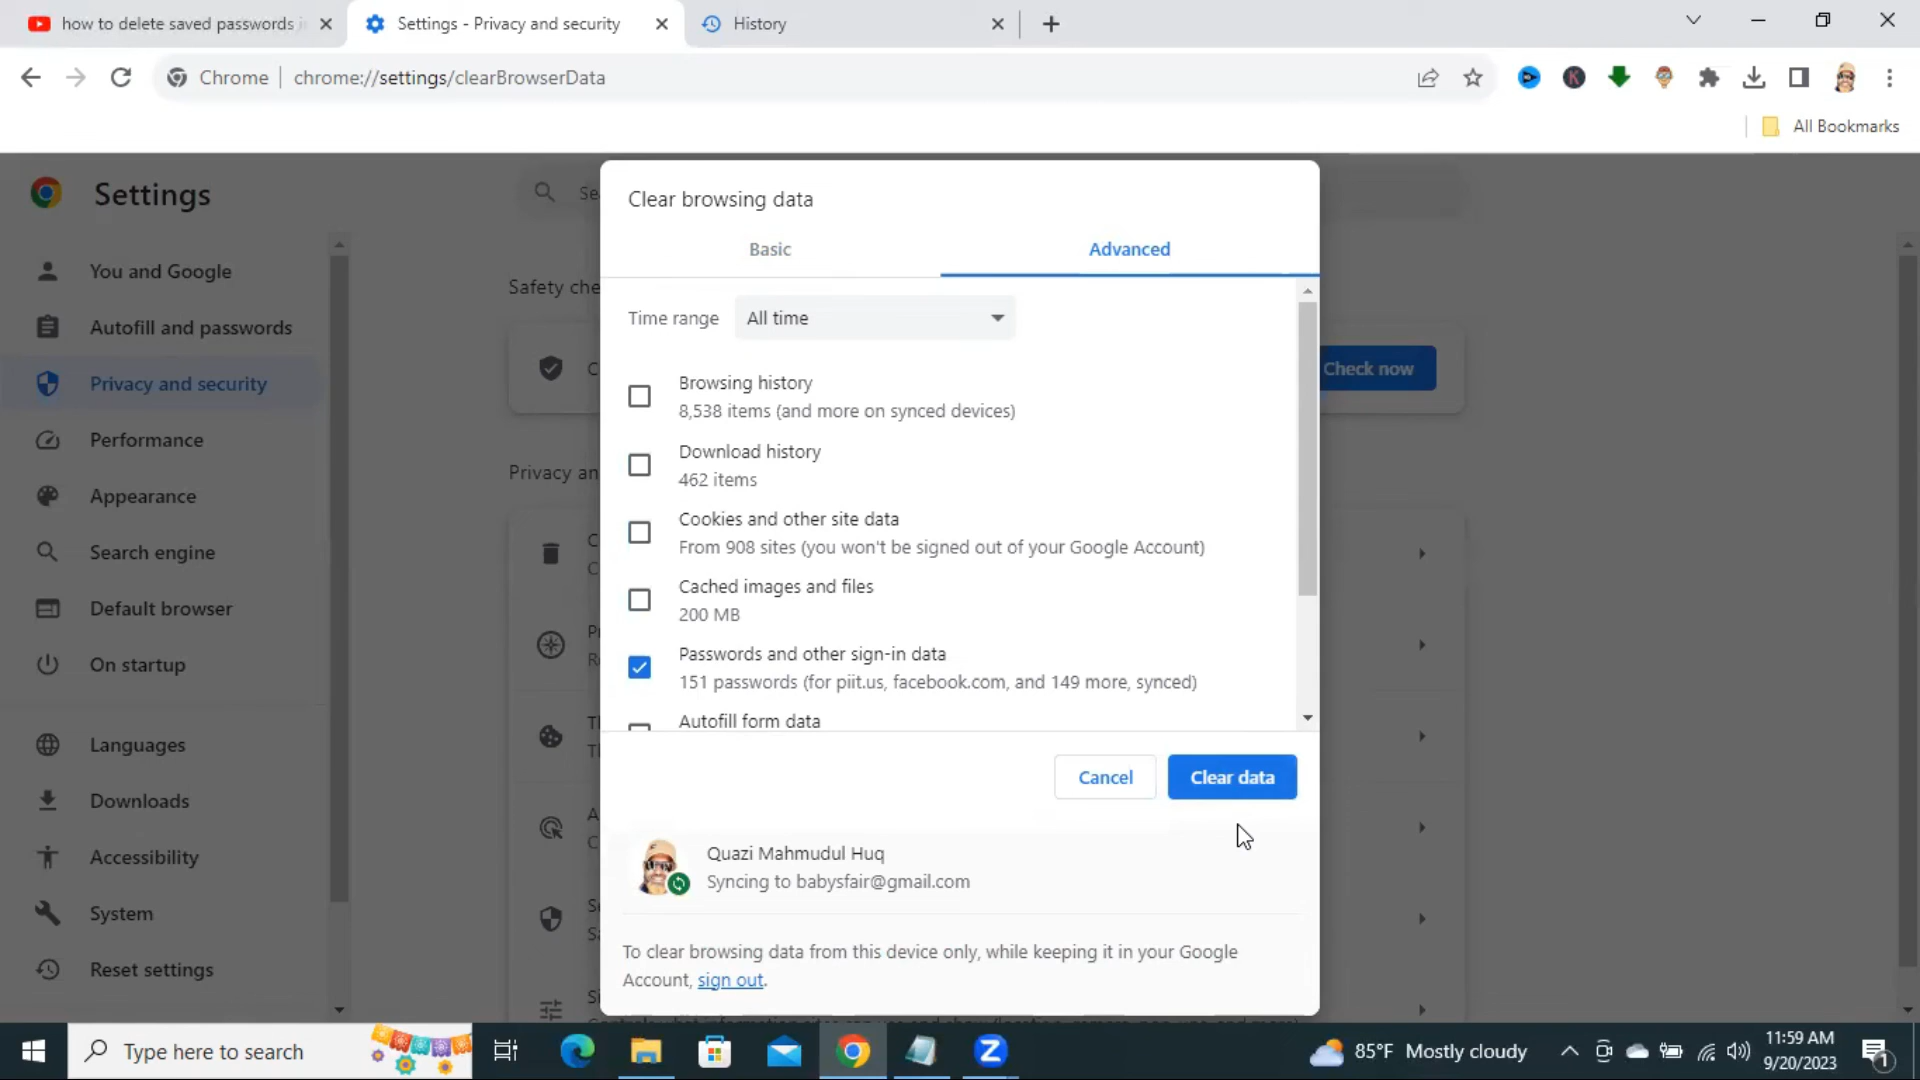 how to delete saved passwords i
Settings - Privacy and security
History
Chrome
chrome://settings/clearBrowserData
All Bookmarks
Settings
Sea
You and Google
Autofill and passwords
Privacy and security
Performance
Appearance
Search engine
Default browser
On startup
Languages
Downloads
Accessibility
System
Reset settings
Safety che
Check now
Privacy an
Clear browsing data
Basic
Advanced
Time range
All time
Browsing history
8,538 items (and more on synced devices)
Download history
462 items
Cookies and other site data
From 908 sites (you won't be signed out of your Google Account)
Cached images and files
200 MB
Passwords and other sign-in data
151 passwords (for piit.us, facebook.com, and 149 more, synced)
Autofill form data
Cancel
Clear data
Quazi Mahmudul Huq
Syncing to babysfair@gmail.com
To clear browsing data from this device only, while keeping it in your Google
Account, sign out.
Type here to search
85°F Mostly cloudy
11:59 AM
9/20/2023
1